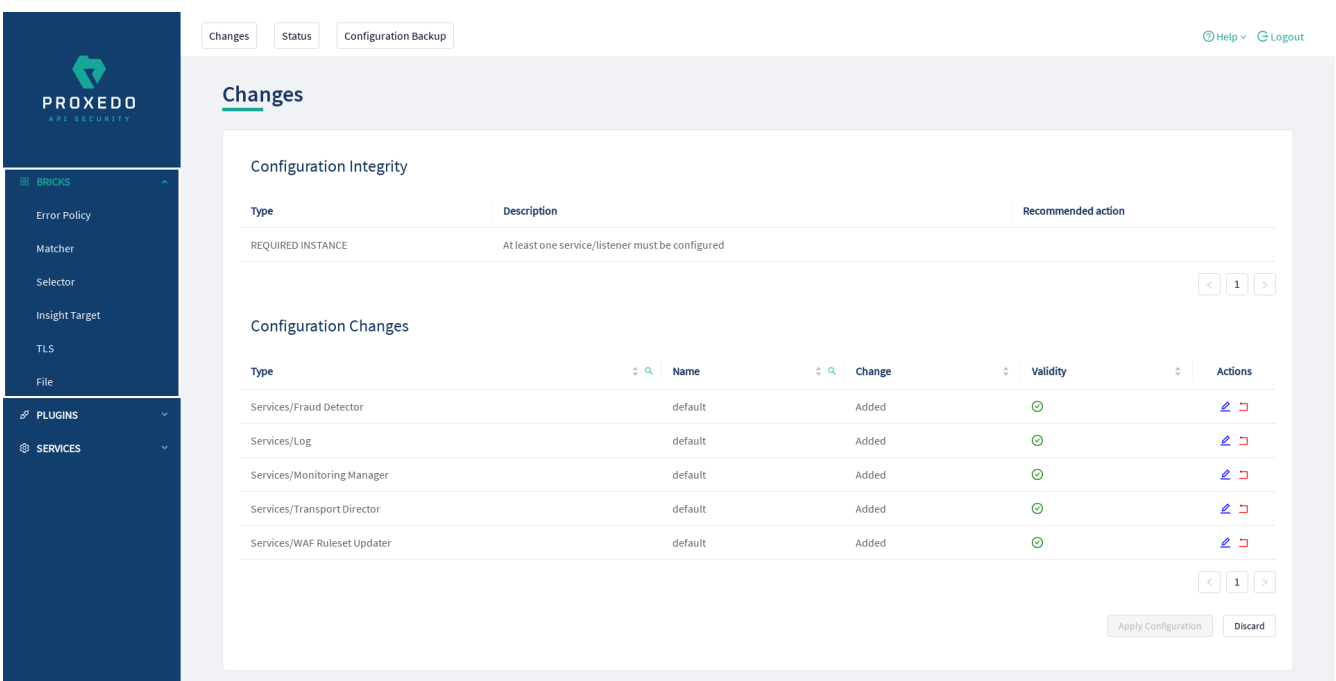 Changes Status Configuration Backup Help Logout
PROXEDO
API SECURITY
Changes
BRICKS
Error Policy
Matcher
Selector
Insight Target
TLS
File
PLUGINS
SERVICES
Configuration Integrity
Type Description Recommended action
REQUIRED INSTANCE At least one service/listener must be configured
< 1 >
Configuration Changes
Type Name Change Validity Actions
Services/Fraud Detector default Added
Services/Log default Added
Services/Monitoring Manager default Added
Services/Transport Director default Added
Services/WAF Ruleset Updater default Added
< 1 >
Apply Configuration Discard